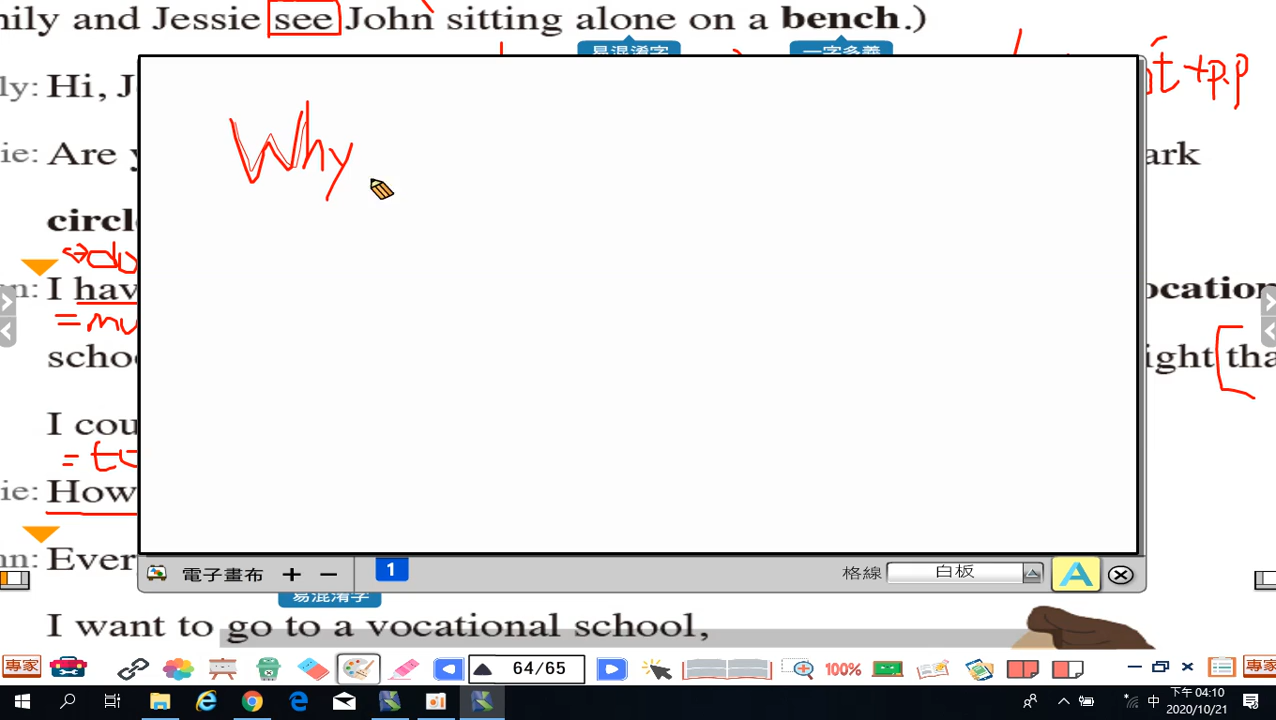 nily and Jessie see John sitting alone on a bench.)
易混淆字 一字多義
ly: Hi, J
t +p.p
Why
ie: Are ark
circl
I hav ocation
= mu
schoo ight [tha
I cou
=
ie: How
nn: Ever
電子畫布 + − 1 格線 白板 A
易混淆字
I want to go to a vocational school,
專家 64/65 100% 專家
中 下午 04:10
2020/10/21